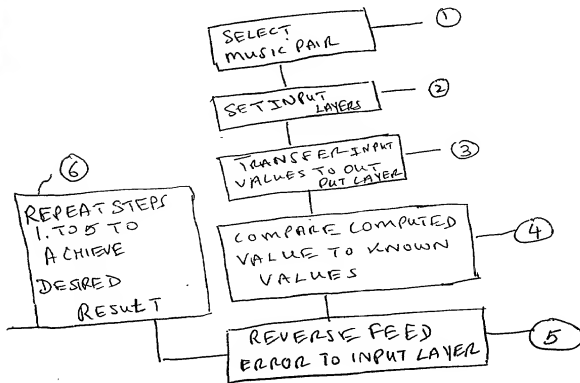 SELECT
MUSIC PAIR
1
SET INPUT
LAYERS
2
TRANSFER INPUT
VALUES TO OUT
PUT LAYER
3
COMPARE COMPUTED
VALUE TO KNOWN
VALUES
4
REVERSE FEED
ERROR TO INPUT LAYER
5
6
REPEAT STEPS
1. TO 5 TO
ACHIEVE
DESIRED
RESULT